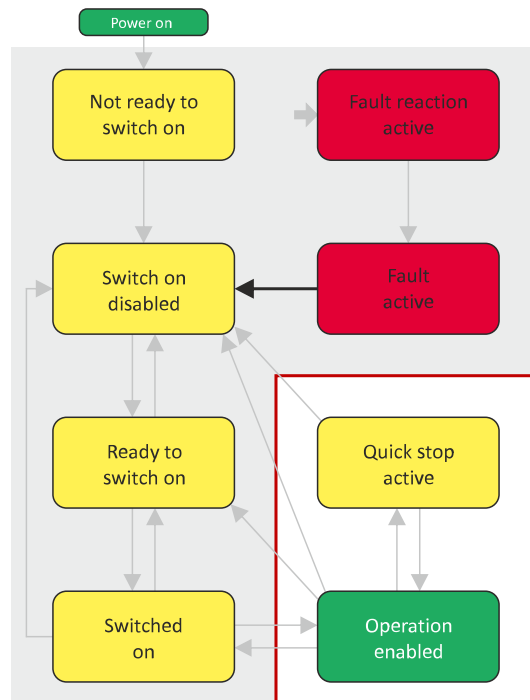 Power on
Not ready to
switch on
Fault reaction
active
Switch on
disabled
Fault
active
Ready to
switch on
Quick stop
active
Switched
on
Operation
enabled